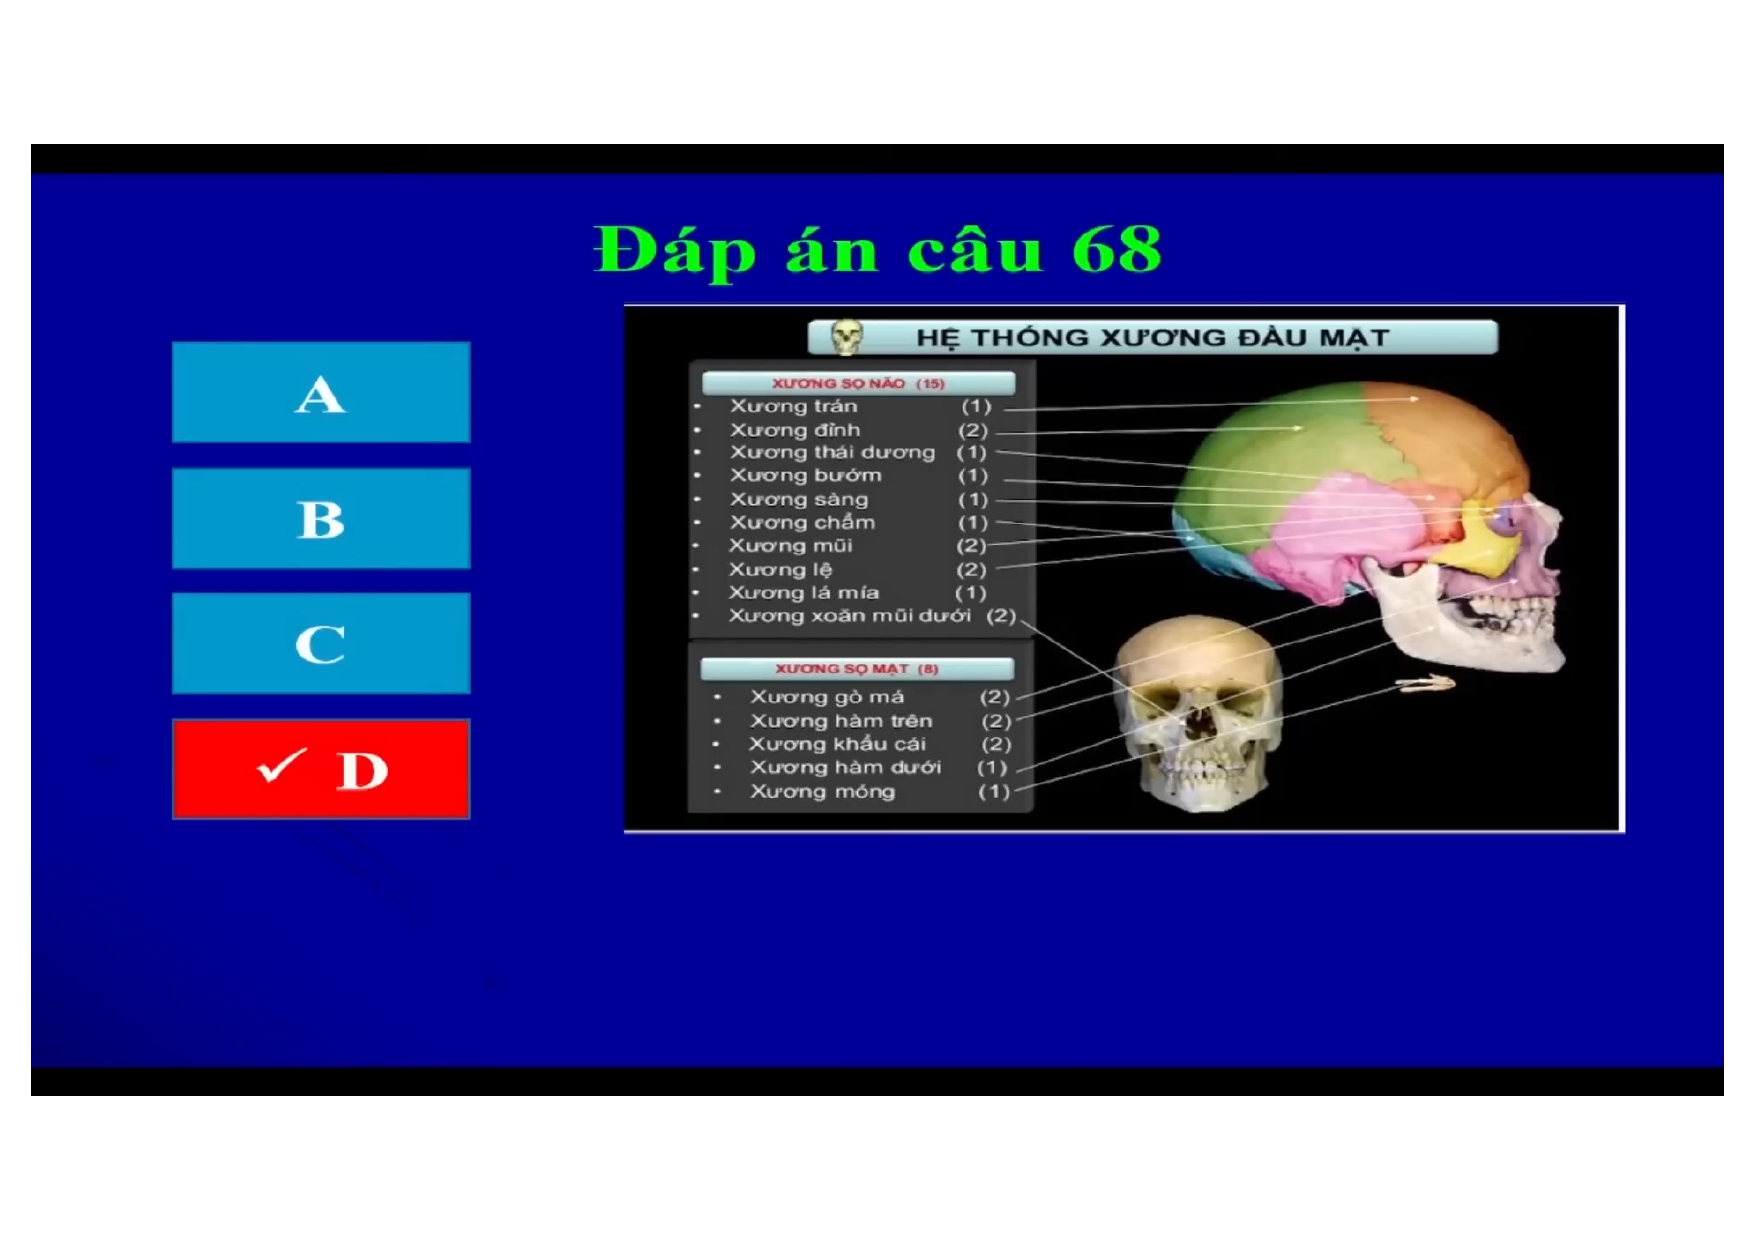 Đáp án câu 68
A
B
C
✓ D
HỆ THỐNG XƯƠNG ĐẦU MẶT
XƯƠNG SỌ NÃO (15)
• Xương trán (1)
• Xương đỉnh (2)
• Xương thái dương (1)
• Xương bướm (1)
• Xương sàng (1)
• Xương chẩm (1)
• Xương mũi (2)
• Xương lệ (2)
• Xương lá mía (1)
• Xương xoăn mũi dưới (2)
XƯƠNG SỌ MẶT (8)
• Xương gò má (2)
• Xương hàm trên (2)
• Xương khẩu cái (2)
• Xương hàm dưới (1)
• Xương móng (1)